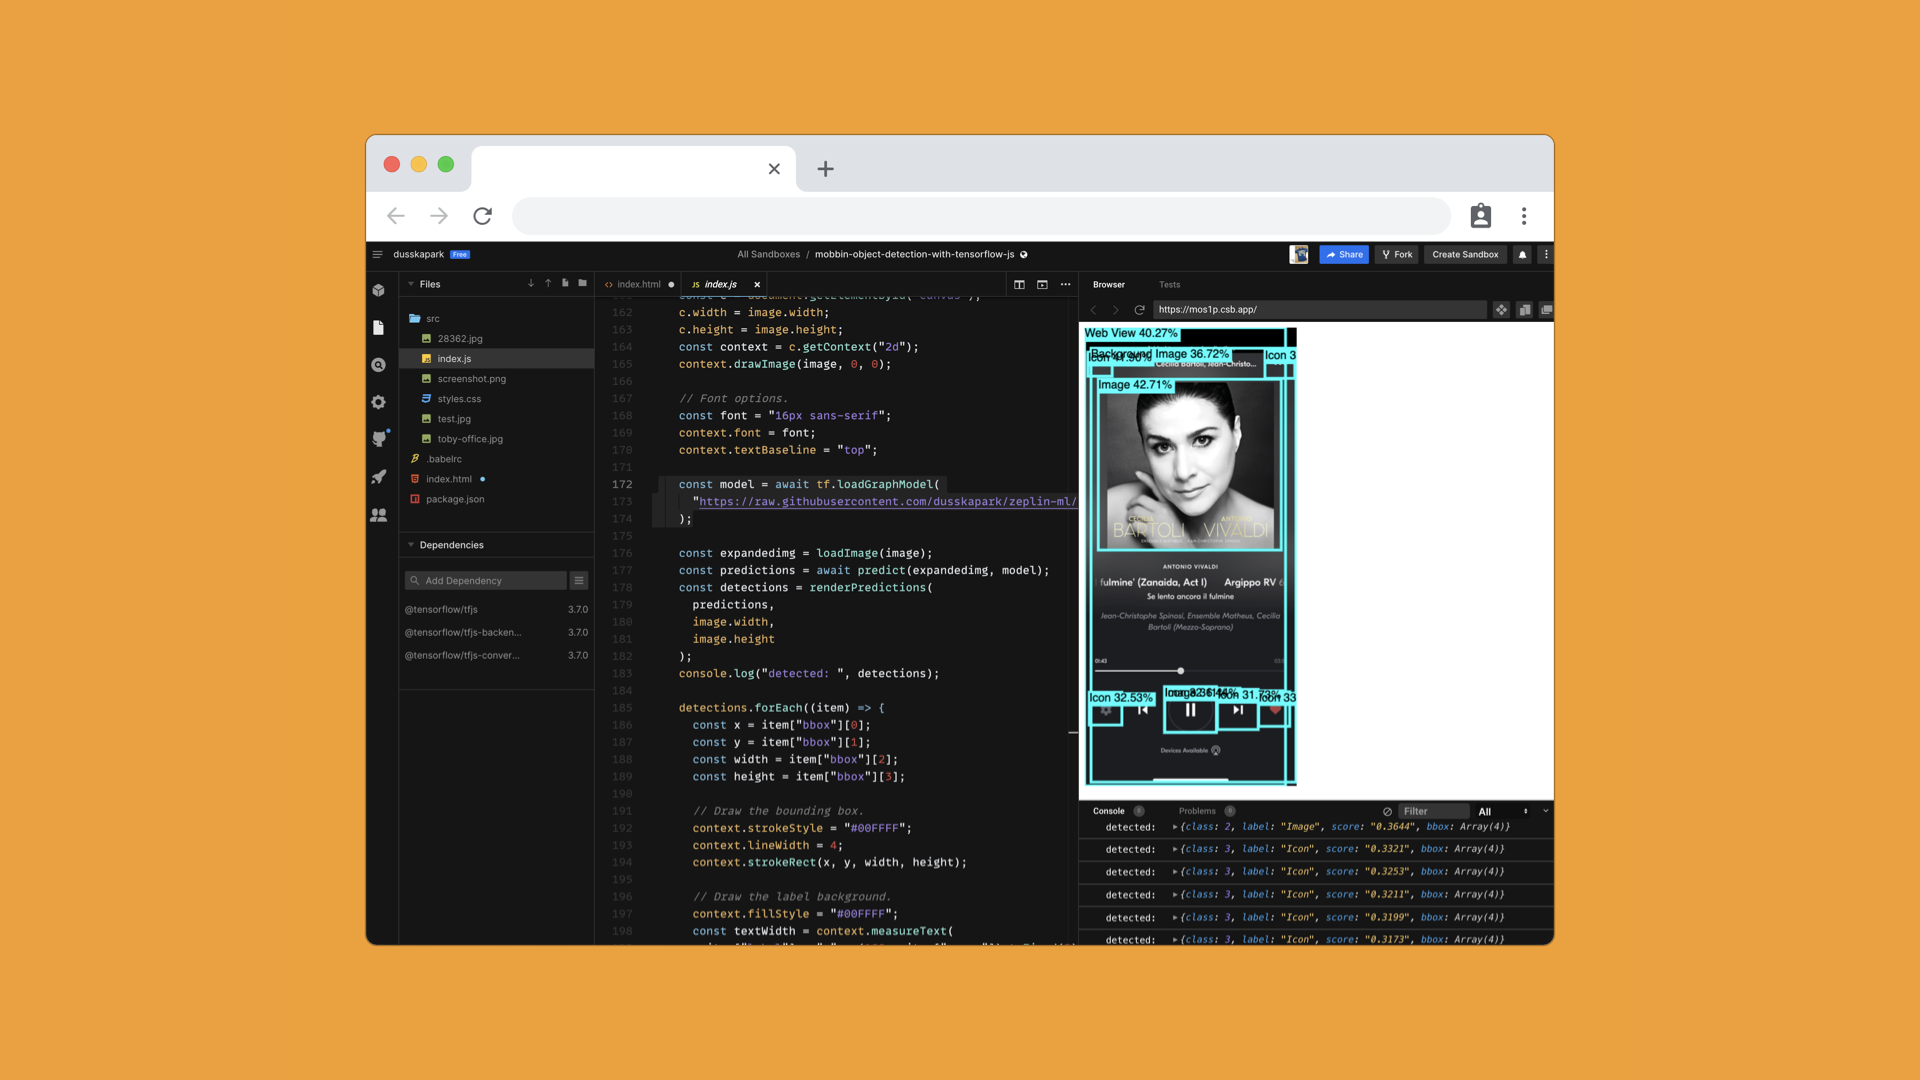 dusskapark Free
All Sandboxes / mobbin-object-detection-with-tensorflow-js
Share
Fork
Create Sandbox
Files
src
28362.jpg
index.js
screenshot.png
styles.css
test.jpg
toby-office.jpg
.babelrc
index.html
package.json
Dependencies
Add Dependency
@tensorflow/tfjs 3.7.0
@tensorflow/tfjs-backen... 3.7.0
@tensorflow/tfjs-conver... 3.7.0
index.html
JS index.js
162 c.width = image.width;
163 c.height = image.height;
164 const context = c.getContext("2d");
165 context.drawImage(image, 0, 0);
166
167 // Font options.
168 const font = "16px sans-serif";
169 context.font = font;
170 context.textBaseline = "top";
171
172 const model = await tf.loadGraphModel(
173 "https://raw.githubusercontent.com/dusskapark/zeplin-ml/
174 );
175
176 const expandedimg = loadImage(image);
177 const predictions = await predict(expandedimg, model);
178 const detections = renderPredictions(
179 predictions,
180 image.width,
181 image.height
182 );
183 console.log("detected: ", detections);
184
185 detections.forEach((item) => {
186 const x = item["bbox"][0];
187 const y = item["bbox"][1];
188 const width = item["bbox"][2];
189 const height = item["bbox"][3];
190
191 // Draw the bounding box.
192 context.strokeStyle = "#00FFFF";
193 context.lineWidth = 4;
194 context.strokeRect(x, y, width, height);
195
196 // Draw the label background.
197 context.fillStyle = "#00FFFF";
198 const textWidth = context.measureText(
Browser
Tests
https://mos1p.csb.app/
Web View 40.27%
Background Image 36.72%
Icon 3
Cecilia Bartoli, Jean-Christo...
Image 42.71%
CECILIA ANTONIO
BARTOLI VIVALDI
ANTONIO VIVALDI
fulmine' (Zanaida, Act I) Argippo RV
Se lento ancora il fulmine
Jean-Christophe Spinosi, Ensemble Matheus, Cecilia
Bartoli (Mezzo-Soprano)
01:43
Icon 32.53%
Devices Available
Console
Problems
Filter
All
detected: {class: 2, label: "Image", score: "0.3644", bbox: Array(4)}
detected: {class: 3, label: "Icon", score: "0.3321", bbox: Array(4)}
detected: {class: 3, label: "Icon", score: "0.3253", bbox: Array(4)}
detected: {class: 3, label: "Icon", score: "0.3211", bbox: Array(4)}
detected: {class: 3, label: "Icon", score: "0.3199", bbox: Array(4)}
detected: {class: 3, label: "Icon", score: "0.3173", bbox: Array(4)}